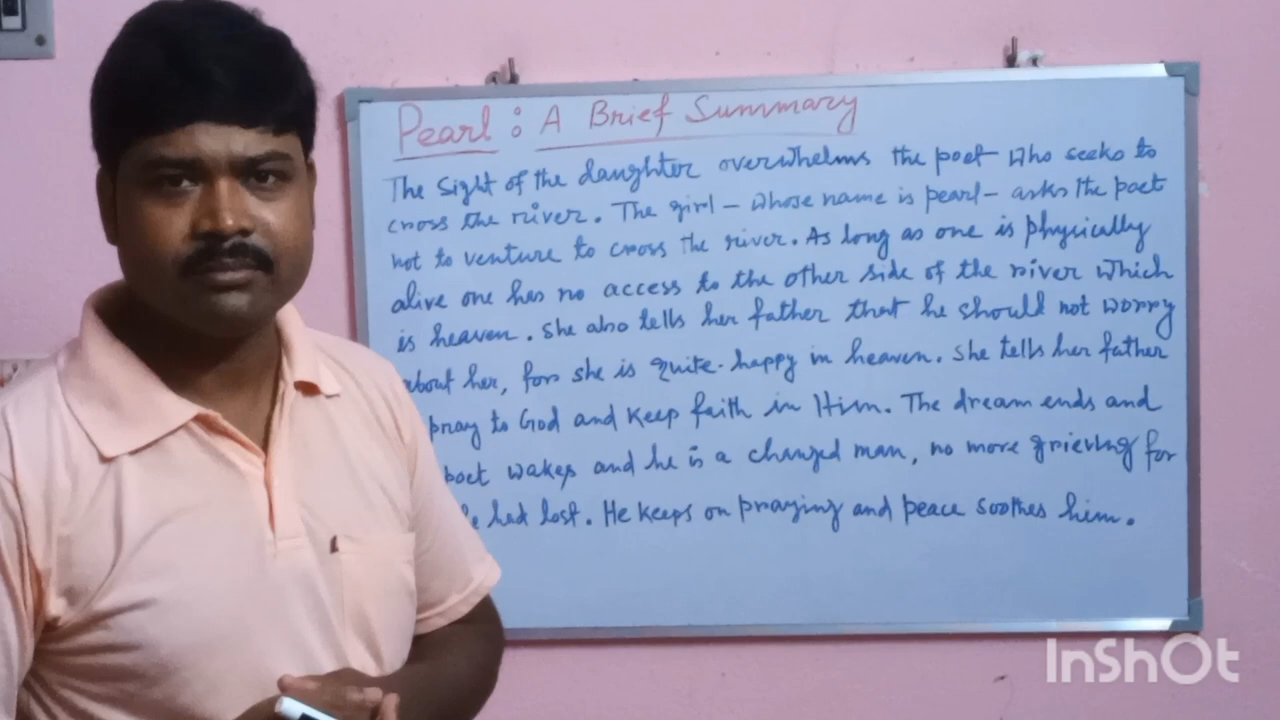 Pearl : A Brief Summary
The sight of the daughter overwhelms the poet who seeks to
cross the river. The girl – whose name is pearl – asks the poet
not to venture to cross the river. As long as one is physically
alive one has no access to the other side of the river which
is heaven. She also tells her father that he should not worry
about her, for she is quite happy in heaven. She tells her father
pray to God and keep faith in Him. The dream ends and
poet wakes and he is a changed man, no more grieving for
he had lost. He keeps on praying and peace soothes him.
InShOt